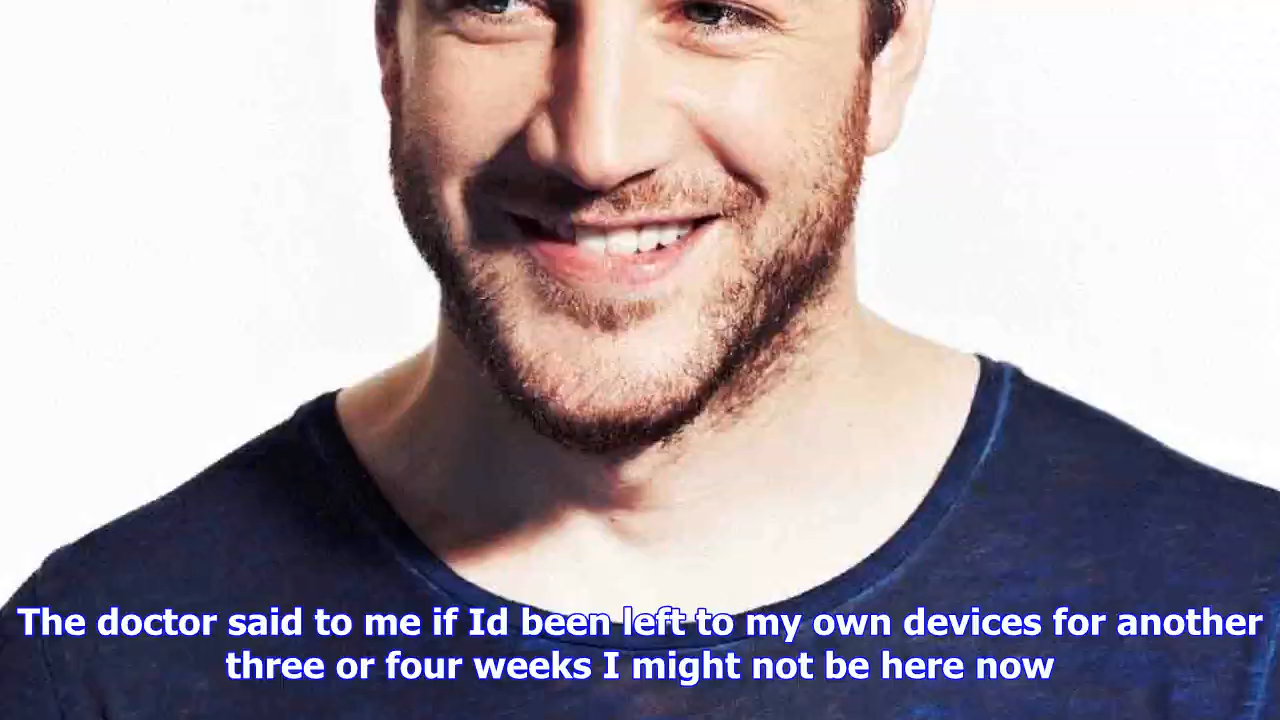 The doctor said to me if Id been left to my own devices for another
three or four weeks I might not be here now